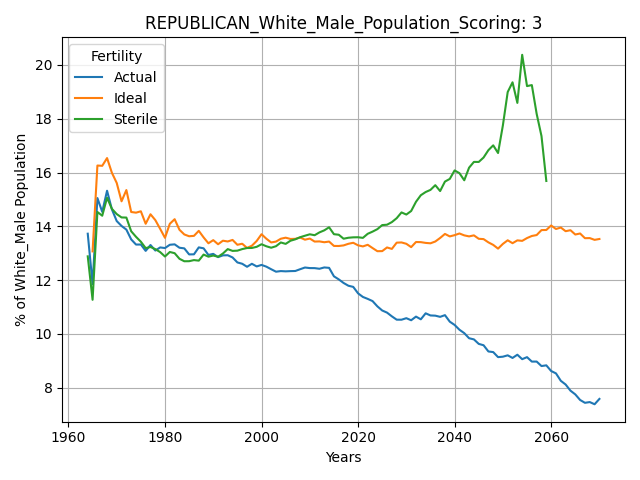 REPUBLICAN_White_Male_Population_Scoring: 3
Fertility
Actual
Ideal
Sterile
% of White_Male Population
20
18
16
14
12
10
8
1960
1980
2000
2020
2040
2060
Years